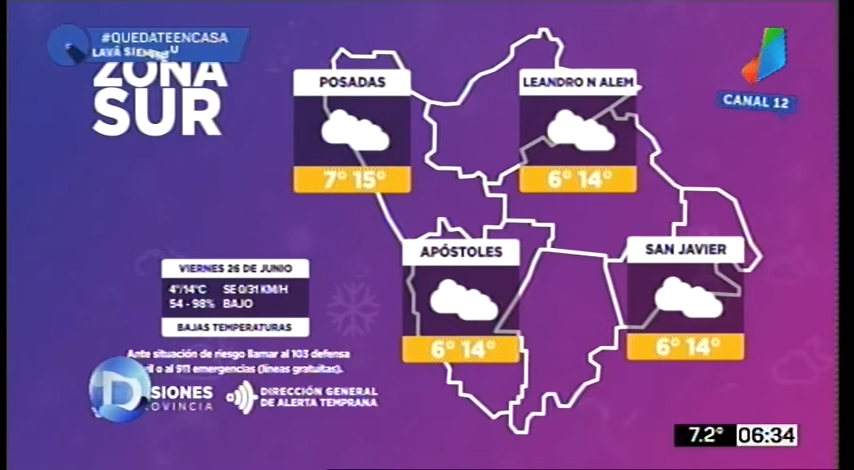 #QUEDATEENCASA
LAVÁ
ZONA
SUR
POSADAS
7° 15°
LEANDRO N ALEM
6° 14°
CANAL 12
APÓSTOLES
6° 14°
SAN JAVIER
6° 14°
VIERNES 26 DE JUNIO
4°/14°C SE 0/31 KM/H
54 - 98% BAJO
BAJAS TEMPERATURAS
Ante situación de riesgo llamar al 103 defensa
il o al 911 emergencias (líneas gratuitas).
SIONES
OVINCIA
DIRECCIÓN GENERAL
DE ALERTA TEMPRANA
7.2° 06:34